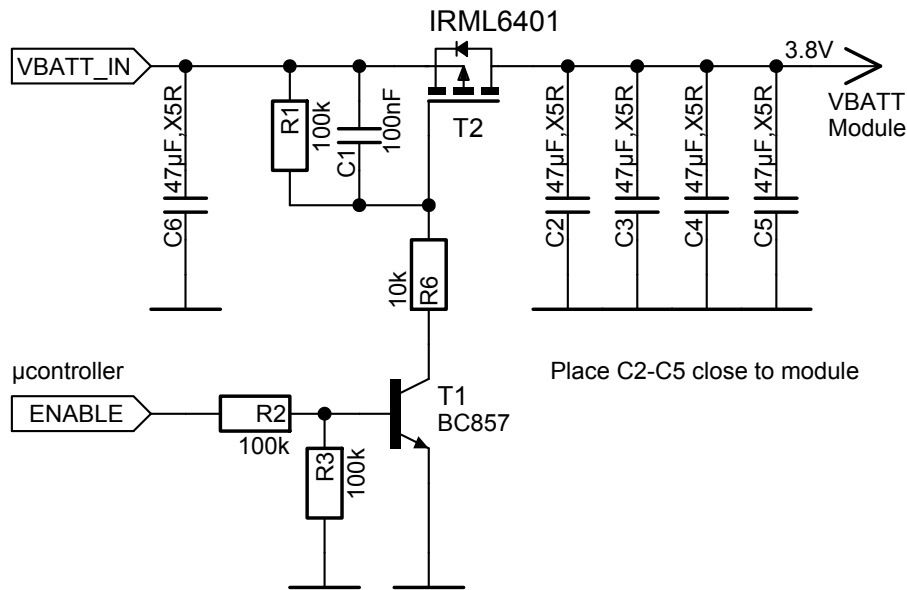 IRML6401
VBATT_IN
3.8V
VBATT
Module
R1
100k
C1
100nF
T2
47µF,X5R
C6
47µF,X5R
C2
47µF,X5R
C3
47µF,X5R
C4
47µF,X5R
C5
10k
R6
µcontroller
Place C2-C5 close to module
ENABLE
R2
100k
R3
100k
T1
BC857